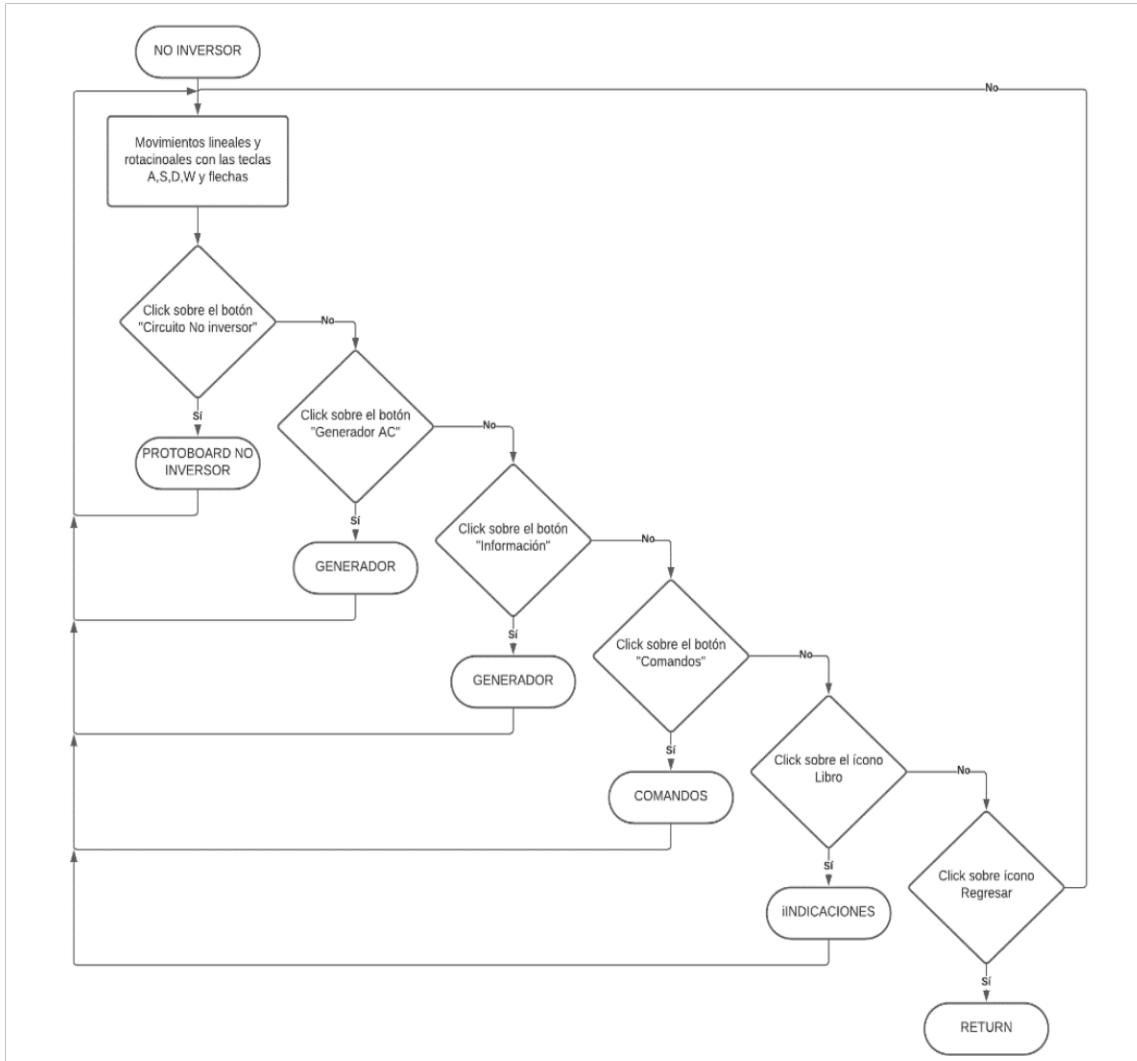 NO INVERSOR
No
Movimientos lineales y
rotacinoales con las teclas
A,S,D,W y flechas
Click sobre el botón
"Circuito No inversor"
No
Sí
PROTOBOARD NO
INVERSOR
Click sobre el botón
"Generador AC"
No
Sí
GENERADOR
Click sobre el botón
"Información"
No
Sí
GENERADOR
Click sobre el botón
"Comandos"
No
Sí
COMANDOS
Click sobre el ícono
Libro
No
Sí
iINDICACIONES
Click sobre ícono
Regresar
Sí
RETURN